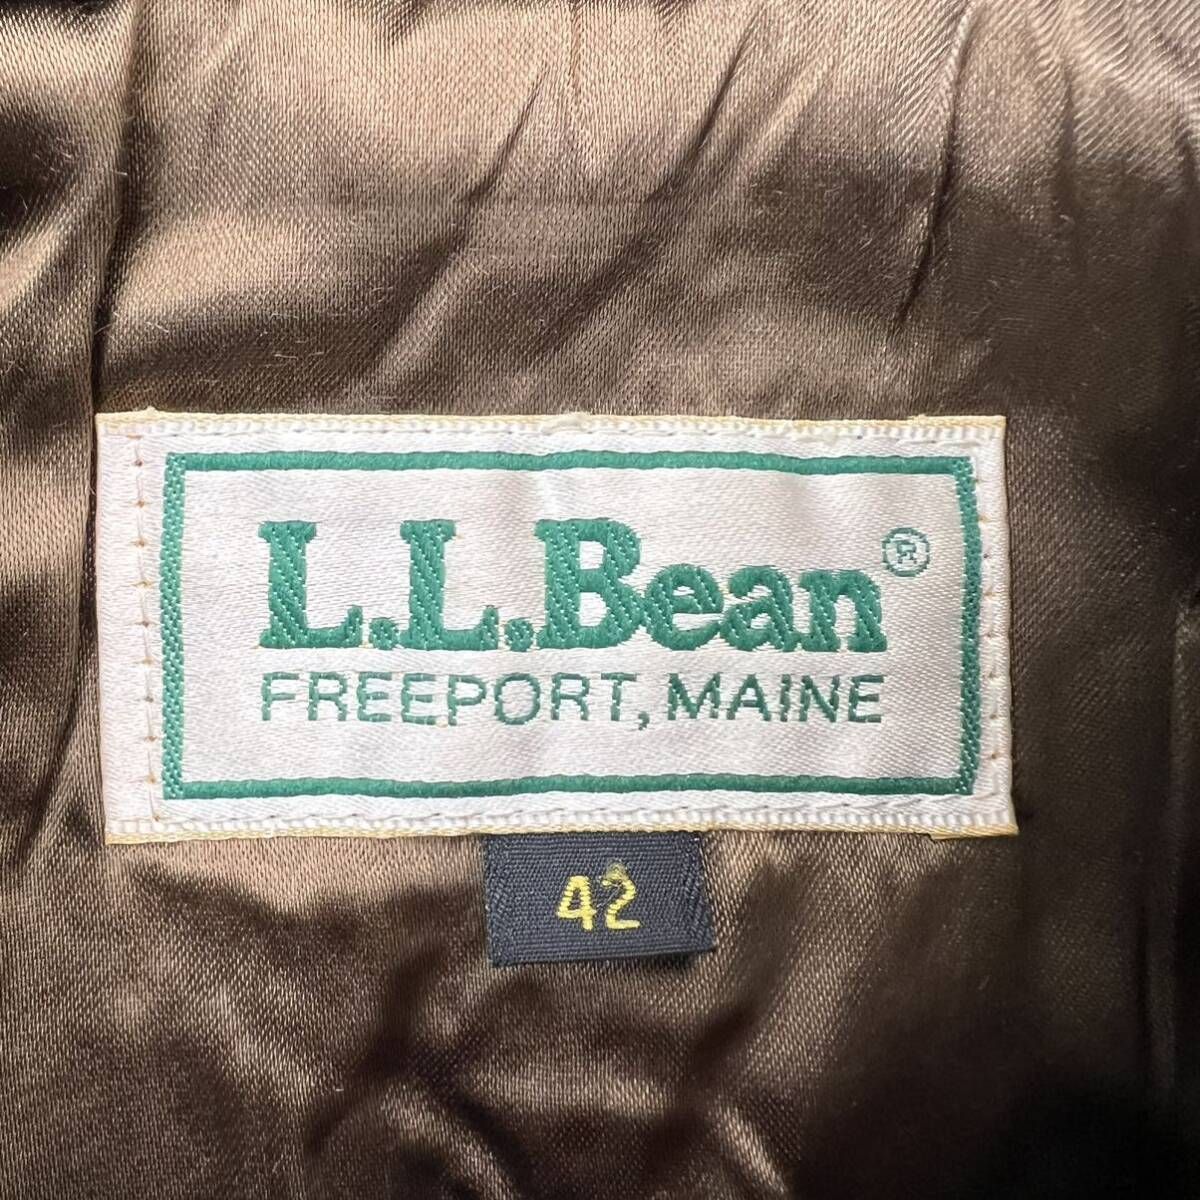 L.L.Bean®
FREEPORT, MAINE
42